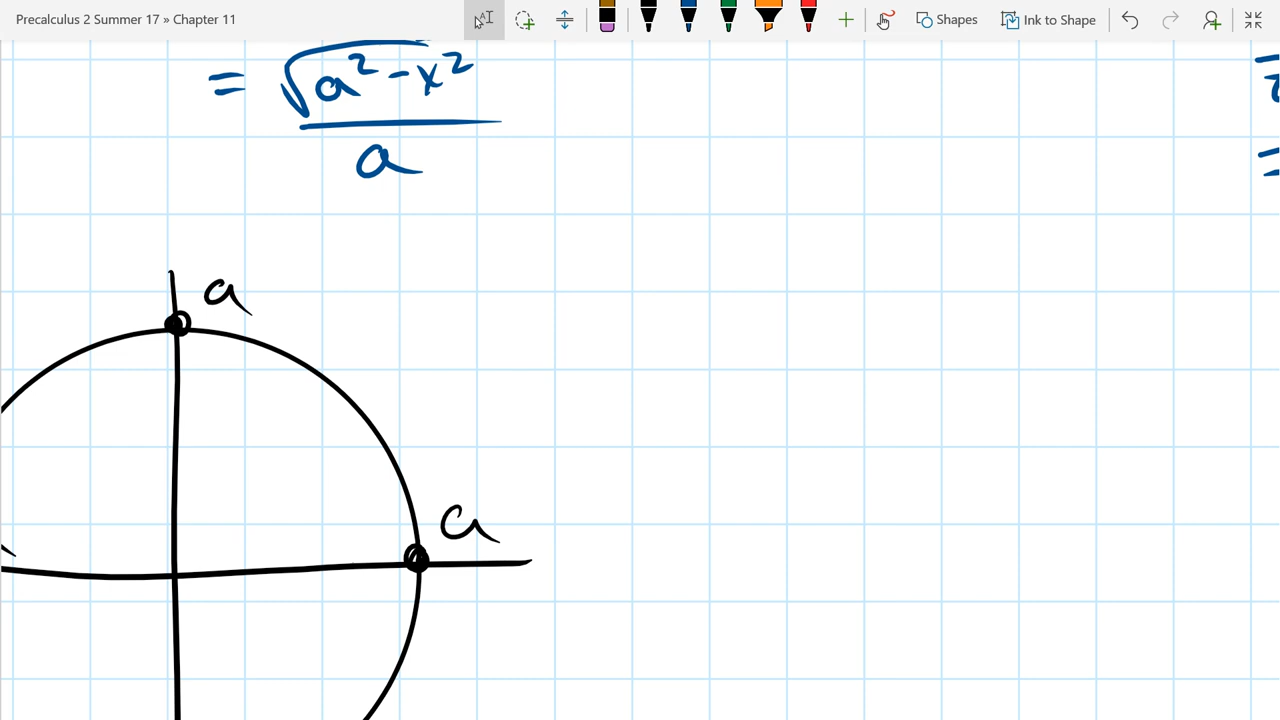 Precalculus 2 Summer 17 » Chapter 11
Shapes
Ink to Shape
= √(a² - x²)
a
a
a